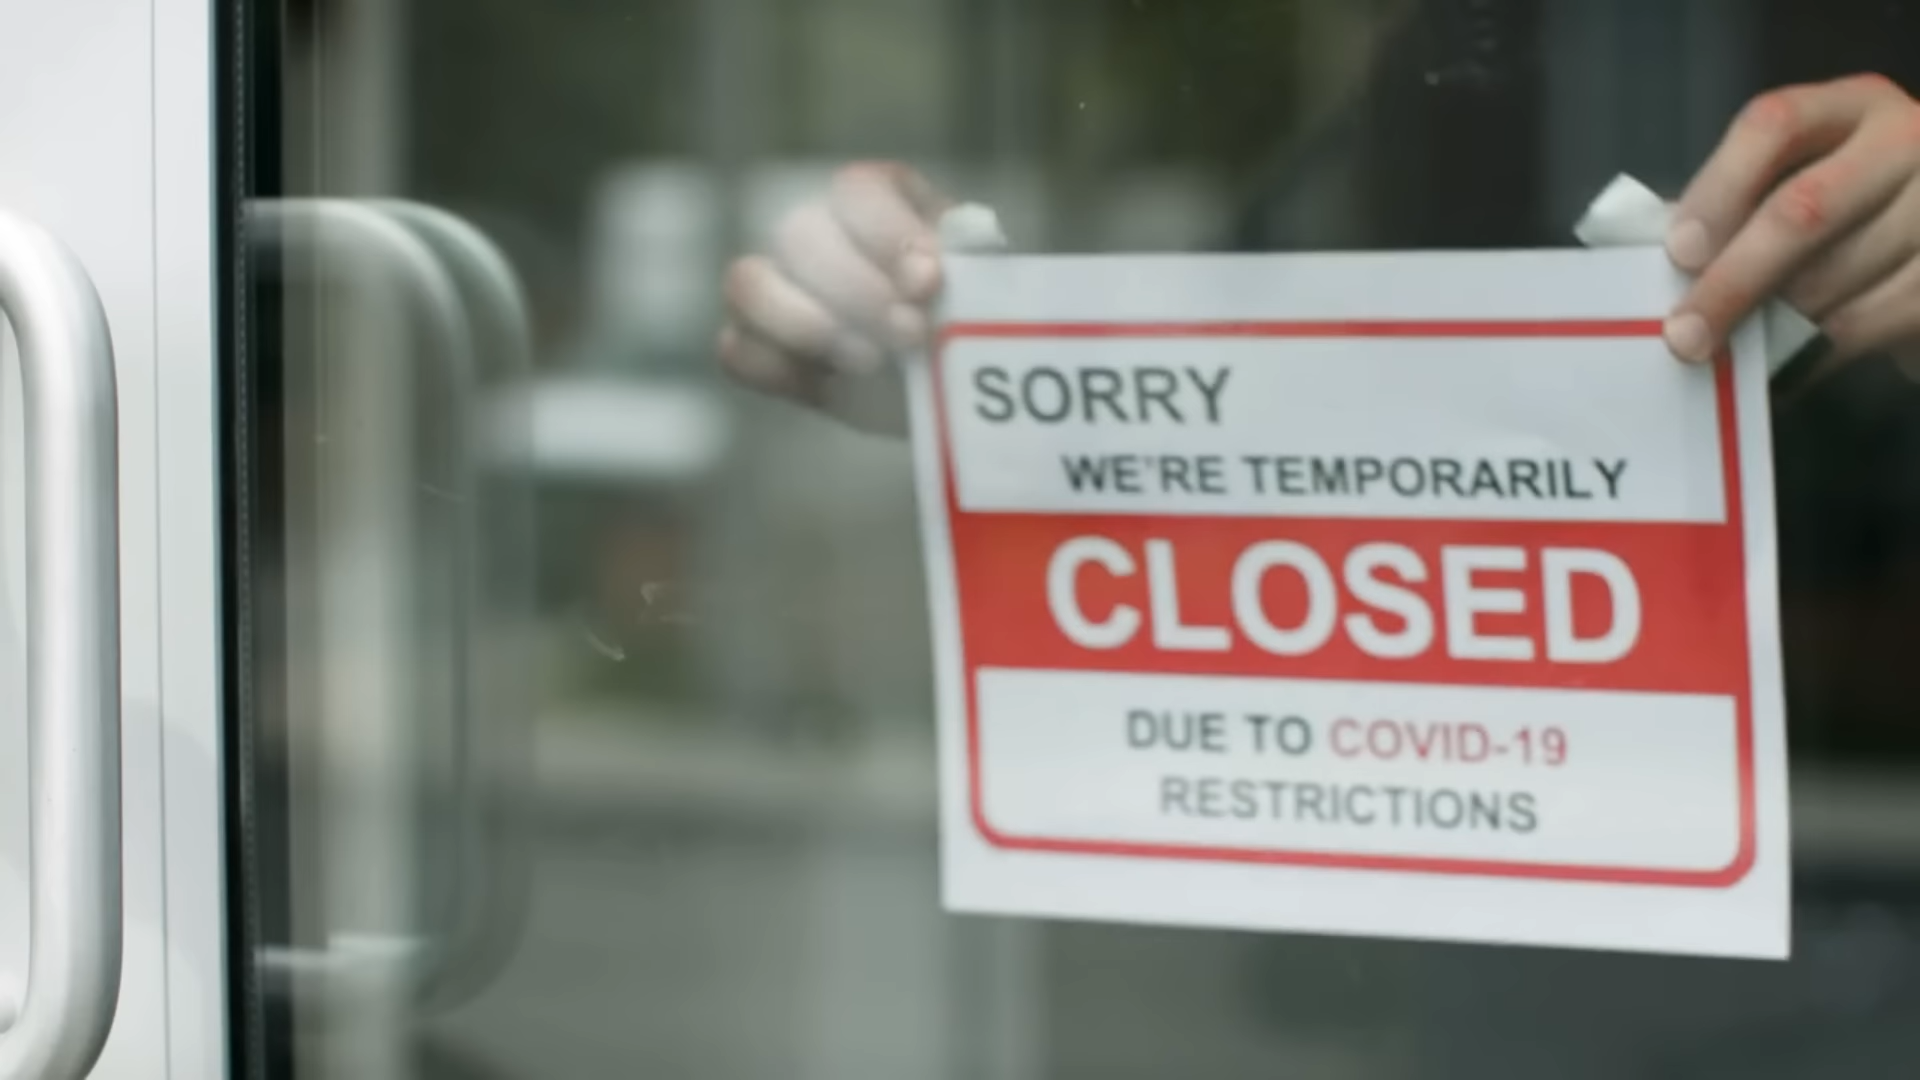 SORRY
WE'RE TEMPORARILY
CLOSED
DUE TO COVID-19
RESTRICTIONS